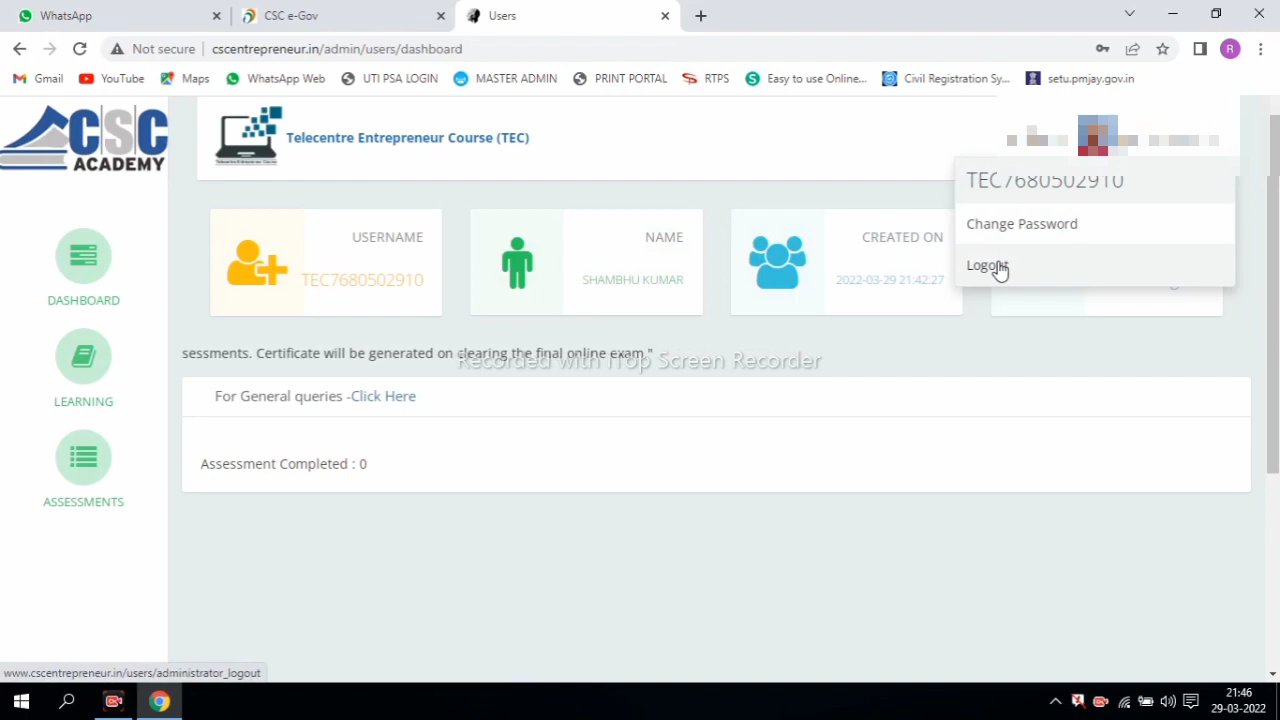 WhatsApp
CSC e-Gov
Users
Not secure cscentrepreneur.in/admin/users/dashboard
R
Gmail YouTube Maps WhatsApp Web UTI PSA LOGIN MASTER ADMIN PRINT PORTAL RTPS Easy to use Online... Civil Registration Sy... setu.pmjay.gov.in
CSC
ACADEMY
Telecentre Entrepreneur Course (TEC)
TEC7680502910
Change Password
Logout
USERNAME
TEC7680502910
NAME
SHAMBHU KUMAR
CREATED ON
2022-03-29 21:42:27
DASHBOARD
LEARNING
ASSESSMENTS
sessments. Certificate will be generated on clearing the final online exam."
Recorded with iTop Screen Recorder
For General queries -Click Here
Assessment Completed : 0
www.cscentrepreneur.in/users/administrator_logout
21:46
29-03-2022